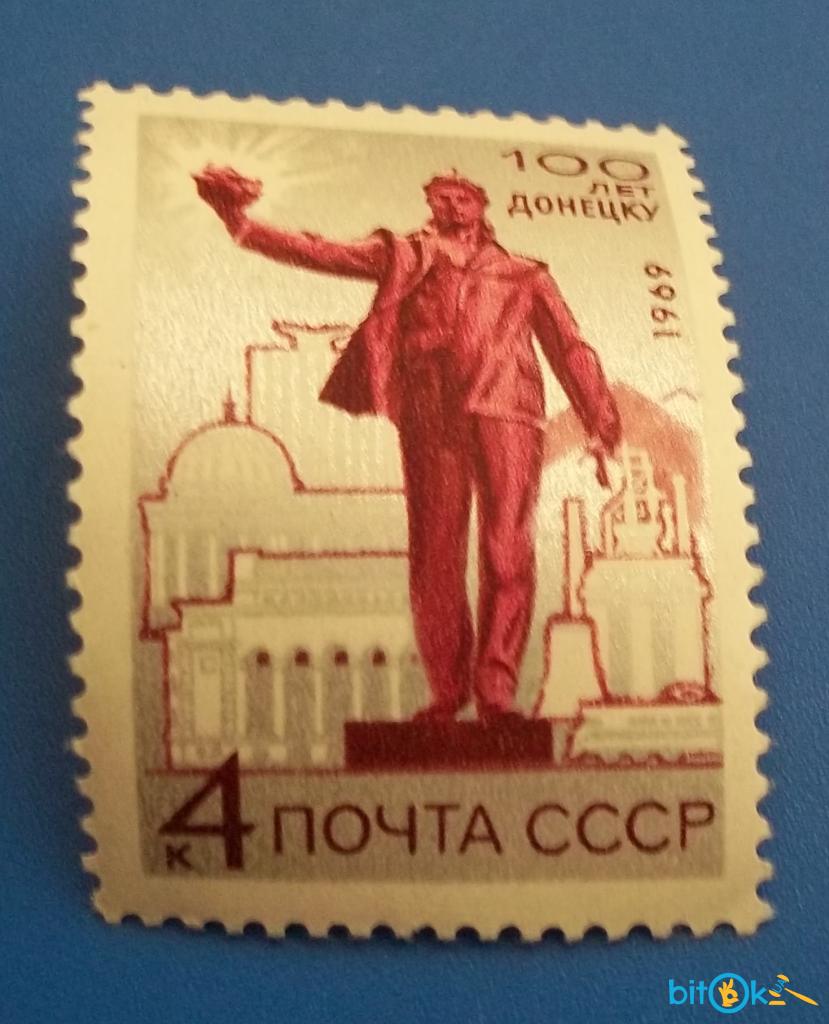 100
ЛЕТ
ДОНЕЦКУ
1969
4 к ПОЧТА СССР
bitok